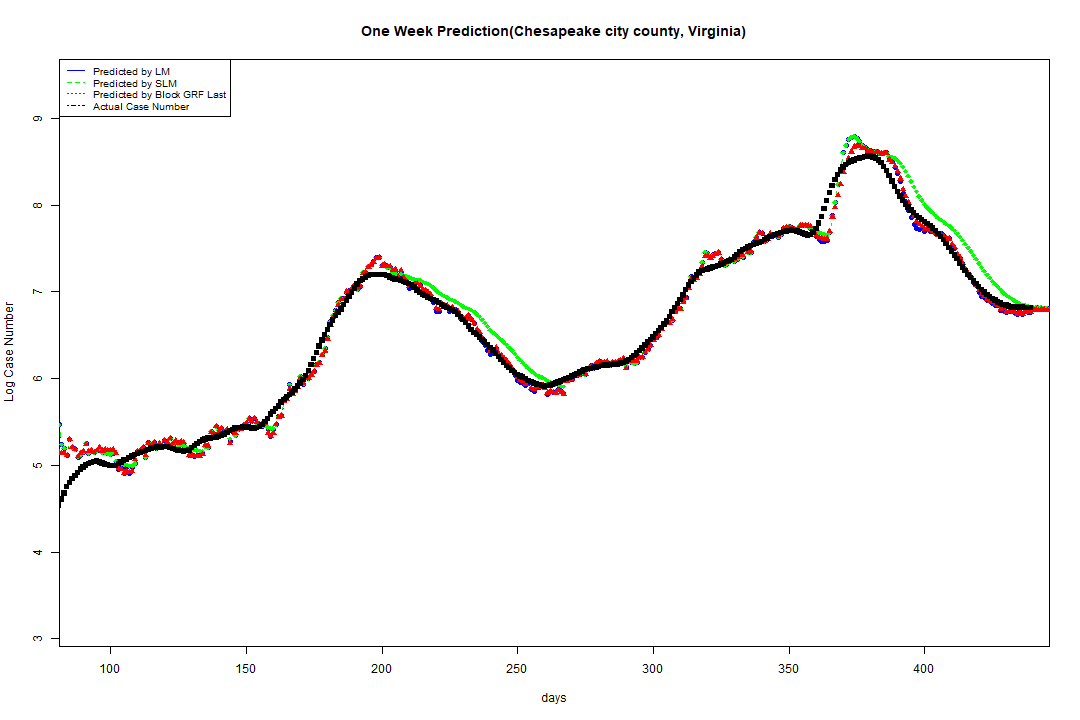 One Week Prediction(Chesapeake city county, Virginia)
Predicted by LM
Predicted by SLM
Predicted by Block GRF Last
Actual Case Number
9
8
7
6
5
4
3
Log Case Number
100 150 200 250 300 350 400
days